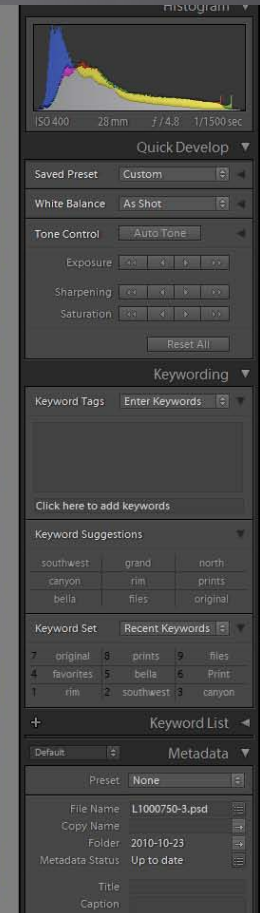 Histogram
ISO 400 28 mm f / 4.8 1/1500 sec
Quick Develop
Saved Preset Custom
White Balance As Shot
Tone Control Auto Tone
Exposure
Sharpening
Saturation
Reset All
Keywording
Keyword Tags Enter Keywords
Click here to add keywords
Keyword Suggestions
southwest grand north
canyon rim prints
bella files original
Keyword Set Recent Keywords
7 original 8 prints 9 files
4 favorites 5 bella 6 Print
1 rim 2 southwest 3 canyon
+ Keyword List
Default Metadata
Preset None
File Name L1000750-3.psd
Copy Name
Folder 2010-10-23
Metadata Status Up to date
Title
Caption